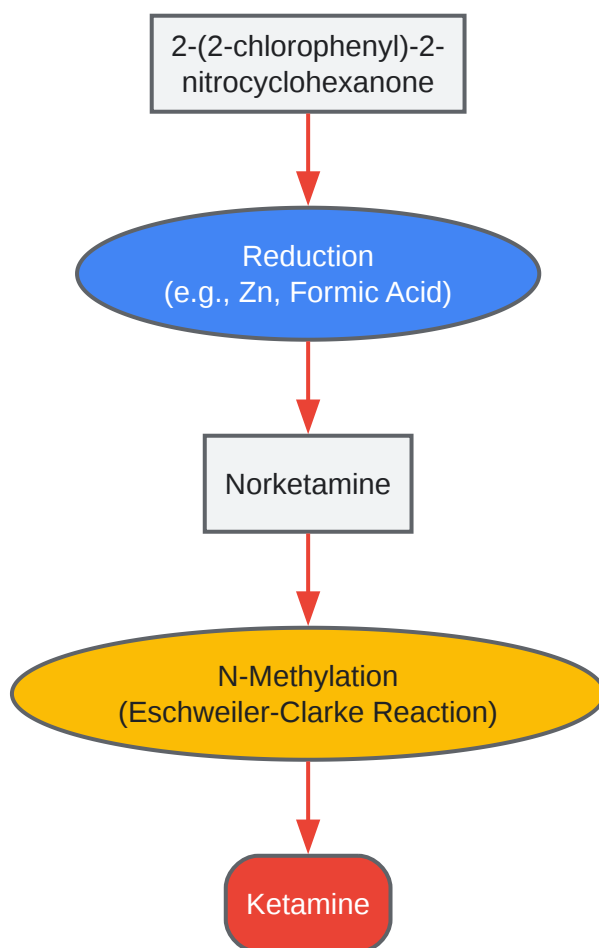 2-(2-chlorophenyl)-2-
nitrocyclohexanone
Reduction
(e.g., Zn, Formic Acid)
Norketamine
N-Methylation
(Eschweiler-Clarke Reaction)
Ketamine